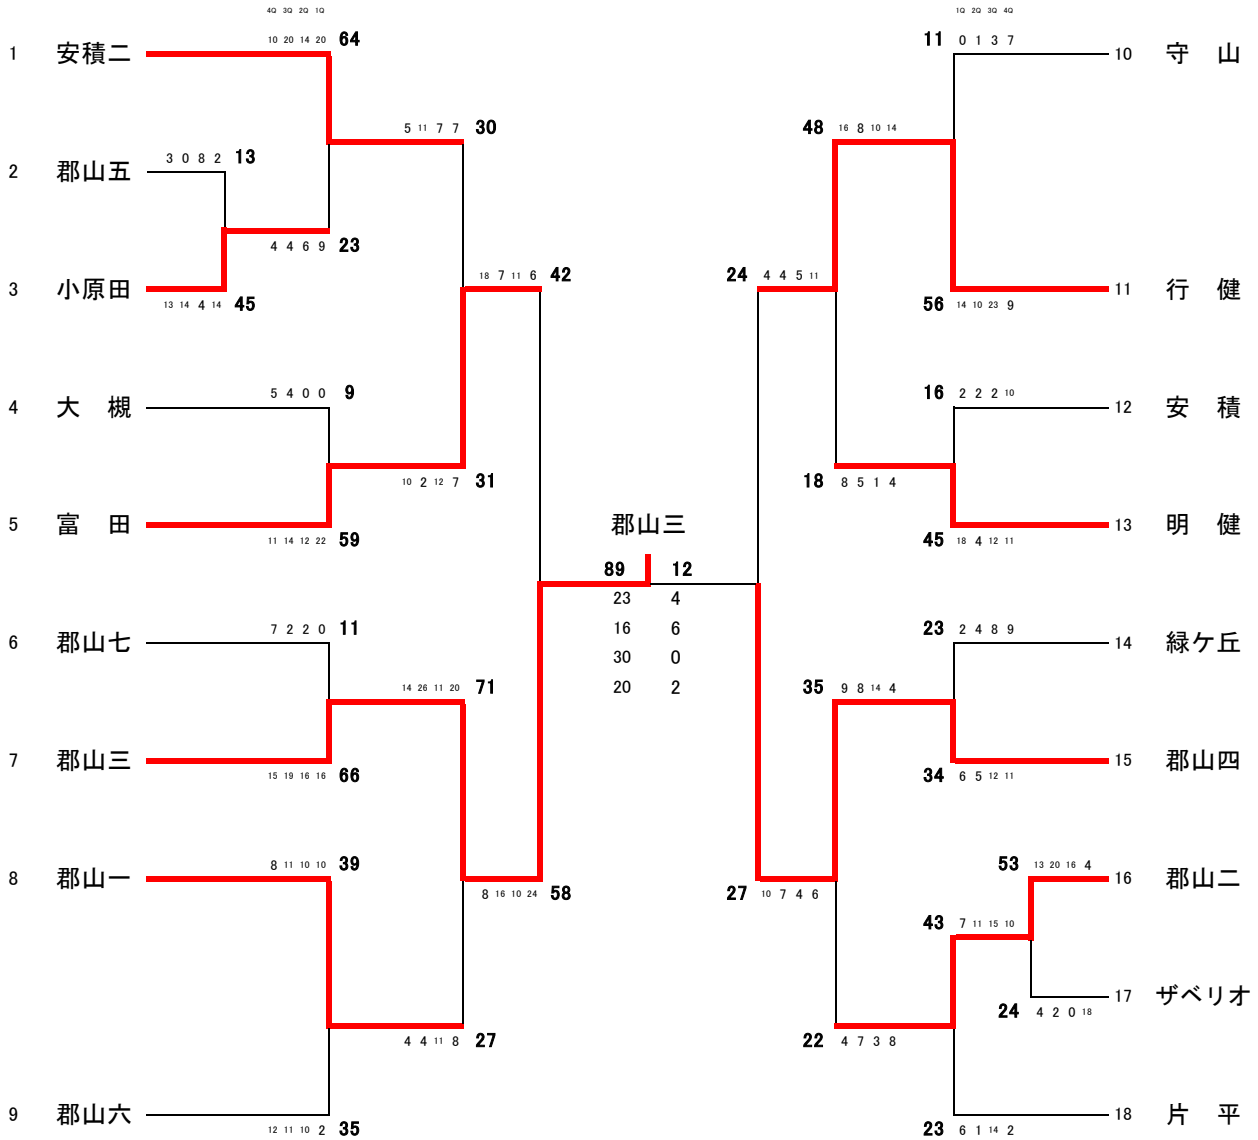 4Q 3Q 2Q 1Q
1Q 2Q 3Q 4Q
1 安積二 10 20 14 20 64
11 0 1 3 7 10 守　山
5 11 7 7 30
48 16 8 10 14
2 郡山五 3 0 8 2 13
4 4 6 9 23
18 7 11 6 42
24 4 4 5 11
3 小原田 13 14 4 14 45
56 14 10 23 9 11 行　健
4 大　槻 5 4 0 0 9
16 2 2 2 10 12 安　積
10 2 12 7 31
18 8 5 1 4
5 富　田 11 14 12 22 59
郡山三
45 18 4 12 11 13 明　健
89 12
23 4
16 6
30 0
20 2
6 郡山七 7 2 2 0 11
23 2 4 8 9 14 緑ケ丘
14 26 11 20 71
35 9 8 14 4
7 郡山三 15 19 16 16 66
34 6 5 12 11 15 郡山四
8 郡山一 8 11 10 10 39
53 13 20 16 4 16 郡山二
8 16 10 24 58
27 10 7 4 6
43 7 11 15 10
24 4 2 0 18 17 ザベリオ
4 4 11 8 27
22 4 7 3 8
9 郡山六 12 11 10 2 35
23 6 1 14 2 18 片　平